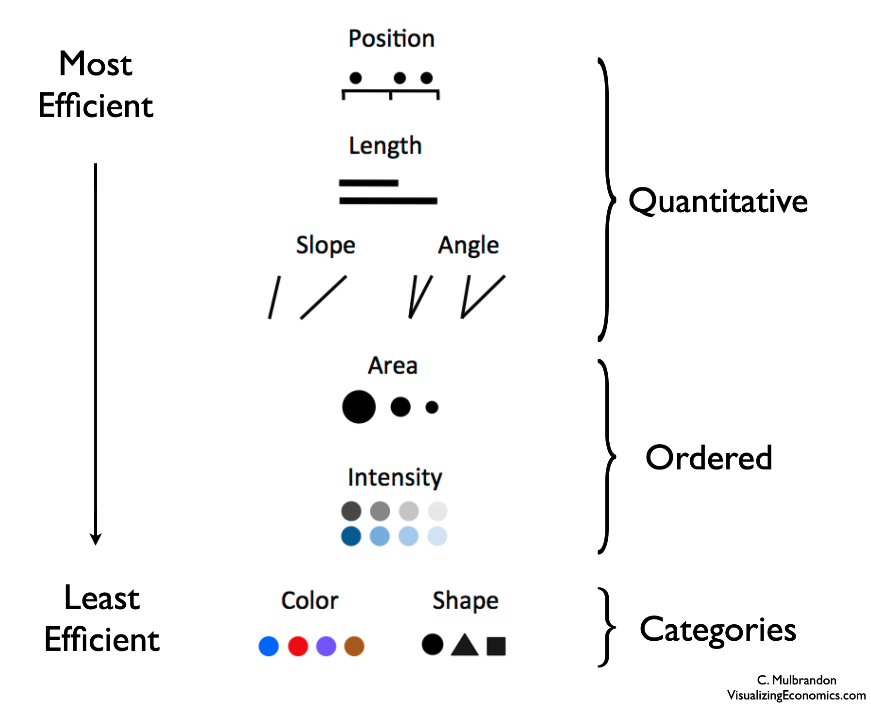 Most
Efficient
Position
Length
Slope
Angle
Quantitative
Area
Intensity
Ordered
Least
Efficient
Color
Shape
Categories
C. Mulbrandon
VisualizingEconomics.com